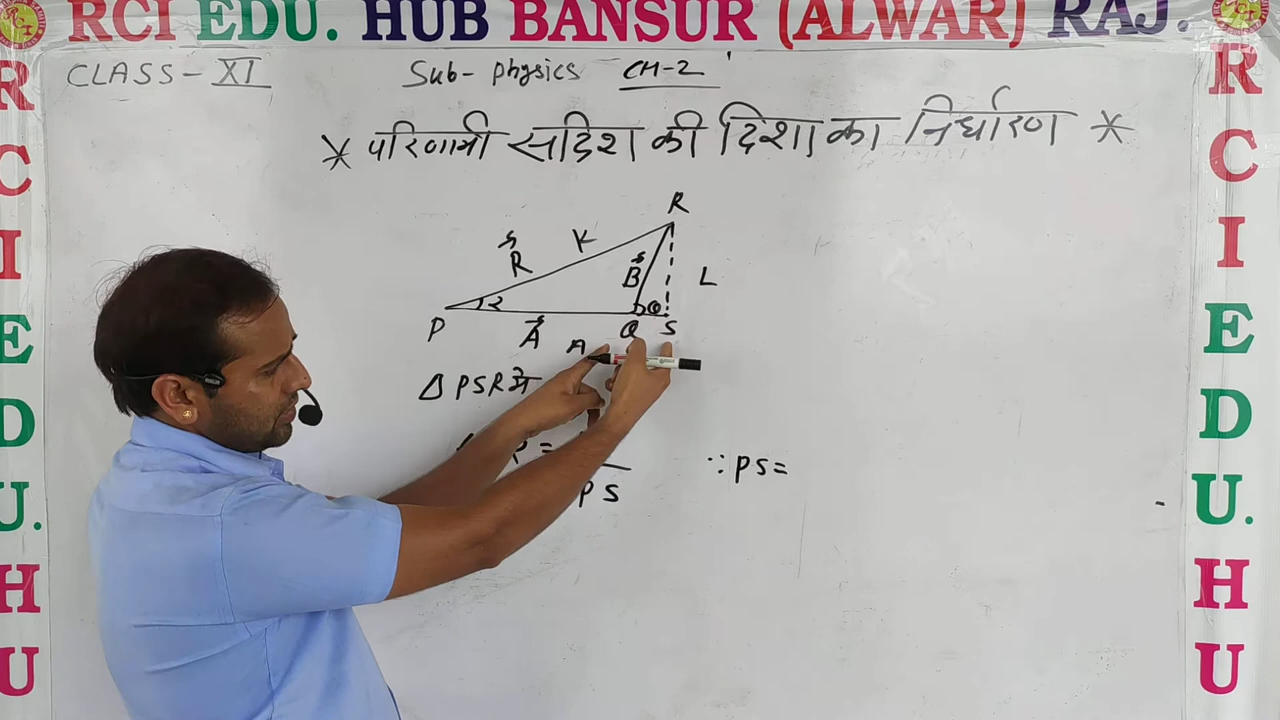 RCI EDU. HUB BANSUR (ALWAR) RAJ.
CLASS - XI Sub - physics CH-2
* परिणामी सदिश की दिशा का निर्धारण *
R
R K
B L
P A Q S
A
Δ PSR में
=
PS
∵ PS =
R C I E D U. H U
R C I E D U. H U